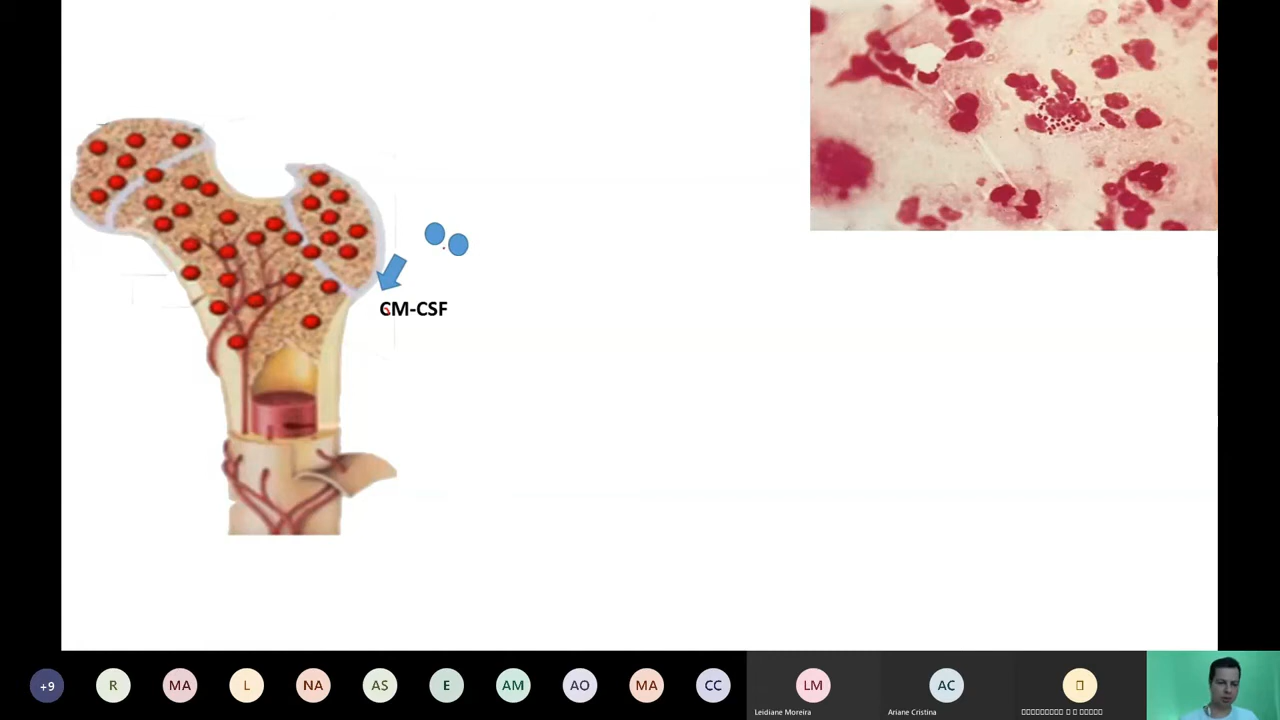 GM-CSF
+9
R
MA
L
NA
AS
E
AM
AO
MA
CC
LM
AC
Leidiane Moreira
Ariane Cristina